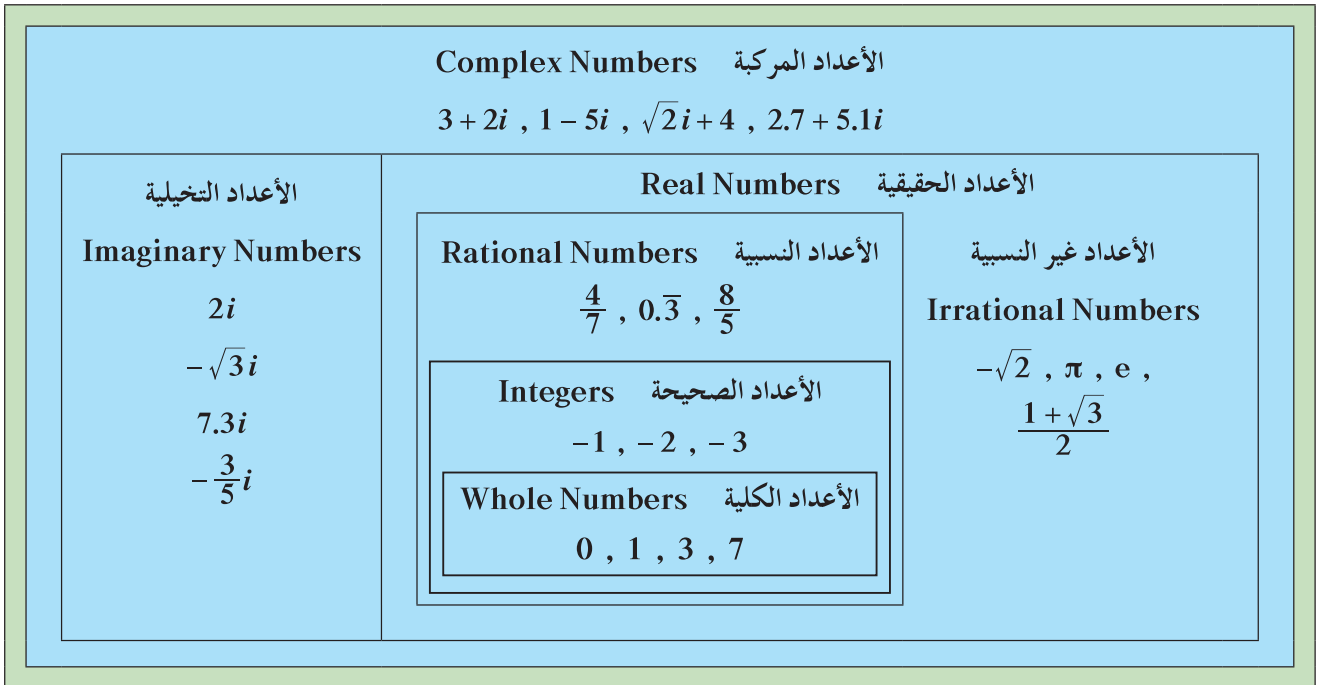 Complex Numbers الأعداد المركبة
3 + 2i , 1 – 5i , √2 i + 4 , 2.7 + 5.1i
الأعداد التخيلية
Imaginary Numbers
2i
–√3 i
7.3i
–3/5 i
Real Numbers الأعداد الحقيقية
Rational Numbers الأعداد النسبية
4/7 , 0.3̅ , 8/5
Integers الأعداد الصحيحة
–1 , –2 , –3
Whole Numbers الأعداد الكلية
0 , 1 , 3 , 7
الأعداد غير النسبية
Irrational Numbers
–√2 , π , e ,
(1 + √3)/2